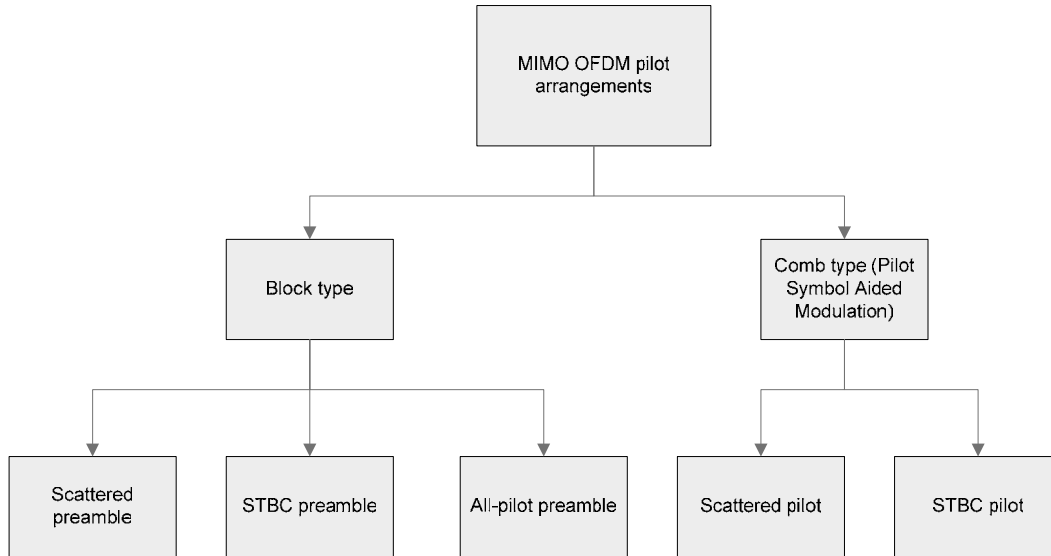 MIMO OFDM pilot
arrangements
Block type
Comb type (Pilot
Symbol Aided
Modulation)
Scattered
preamble
STBC preamble
All-pilot preamble
Scattered pilot
STBC pilot